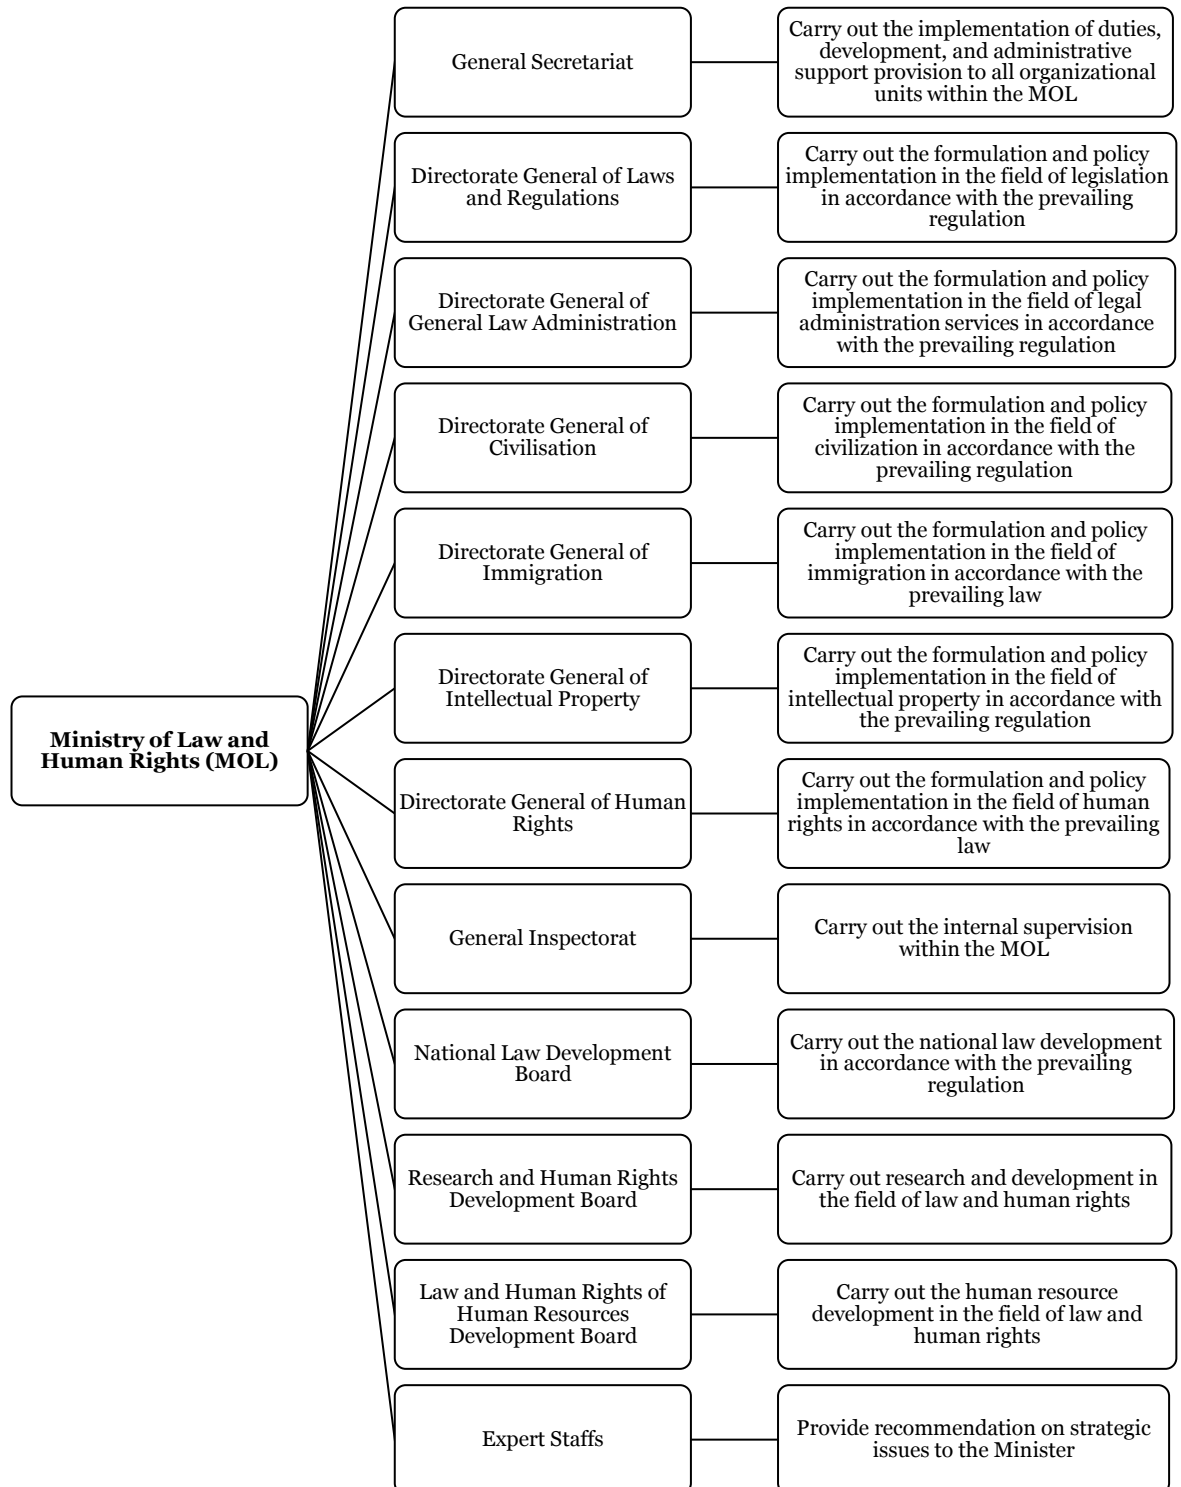 General Secretariat
Carry out the implementation of duties,
development, and administrative
support provision to all organizational
units within the MOL
Directorate General of Laws
and Regulations
Carry out the formulation and policy
implementation in the field of legislation
in accordance with the prevailing
regulation
Directorate General of
General Law Administration
Carry out the formulation and policy
implementation in the field of legal
administration services in accordance
with the prevailing regulation
Directorate General of
Civilisation
Carry out the formulation and policy
implementation in the field of
civilization in accordance with the
prevailing regulation
Directorate General of
Immigration
Carry out the formulation and policy
implementation in the field of
immigration in accordance with the
prevailing law
Ministry of Law and
Human Rights (MOL)
Directorate General of
Intellectual Property
Carry out the formulation and policy
implementation in the field of
intellectual property in accordance with
the prevailing regulation
Directorate General of Human
Rights
Carry out the formulation and policy
implementation in the field of human
rights in accordance with the prevailing
law
General Inspectorat
Carry out the internal supervision
within the MOL
National Law Development
Board
Carry out the national law development
in accordance with the prevailing
regulation
Research and Human Rights
Development Board
Carry out research and development in
the field of law and human rights
Law and Human Rights of
Human Resources
Development Board
Carry out the human resource
development in the field of law and
human rights
Expert Staffs
Provide recommendation on strategic
issues to the Minister